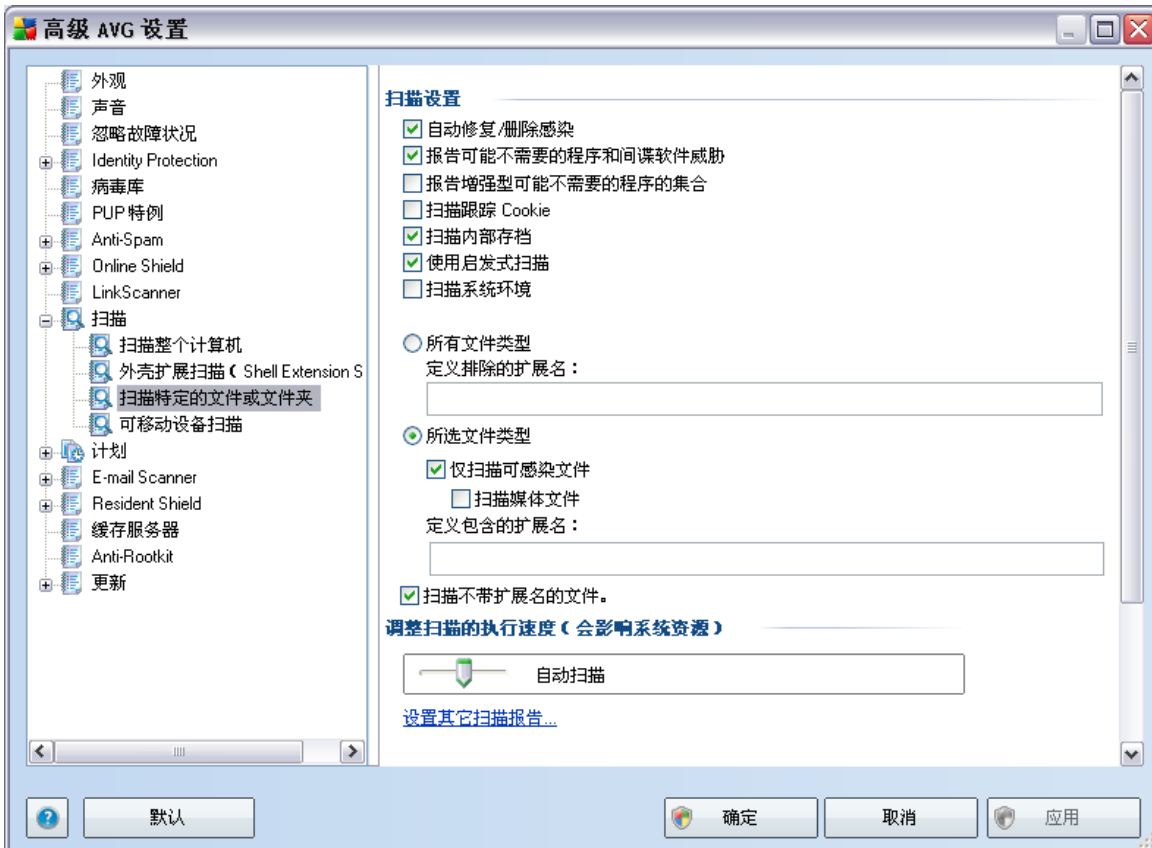 高级 AVG 设置
外观
声音
忽略故障状况
Identity Protection
病毒库
PUP 特例
Anti-Spam
Online Shield
LinkScanner
扫描
扫描整个计算机
外壳扩展扫描（ Shell Extension S
扫描特定的文件或文件夹
可移动设备扫描
计划
E-mail Scanner
Resident Shield
缓存服务器
Anti-Rootkit
更新
扫描设置
自动修复/删除感染
报告可能不需要的程序和间谍软件威胁
报告增强型可能不需要的程序的集合
扫描跟踪 Cookie
扫描内部存档
使用启发式扫描
扫描系统环境
所有文件类型
定义排除的扩展名：
所选文件类型
仅扫描可感染文件
扫描媒体文件
定义包含的扩展名：
扫描不带扩展名的文件。
调整扫描的执行速度（会影响系统资源）
自动扫描
设置其它扫描报告...
默认
确定
取消
应用